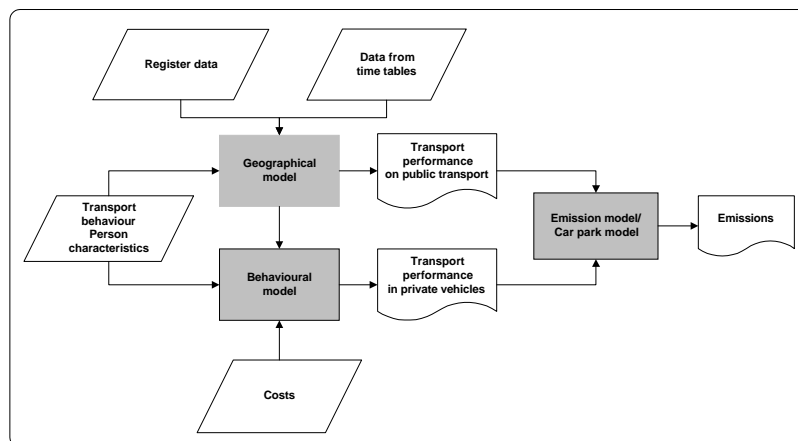 Register data
Data from
time tables
Geographical
model
Transport
performance
on public transport
Transport
behaviour
Person
characteristics
Emission model/
Car park model
Emissions
Behavioural
model
Transport
performance
in private vehicles
Costs